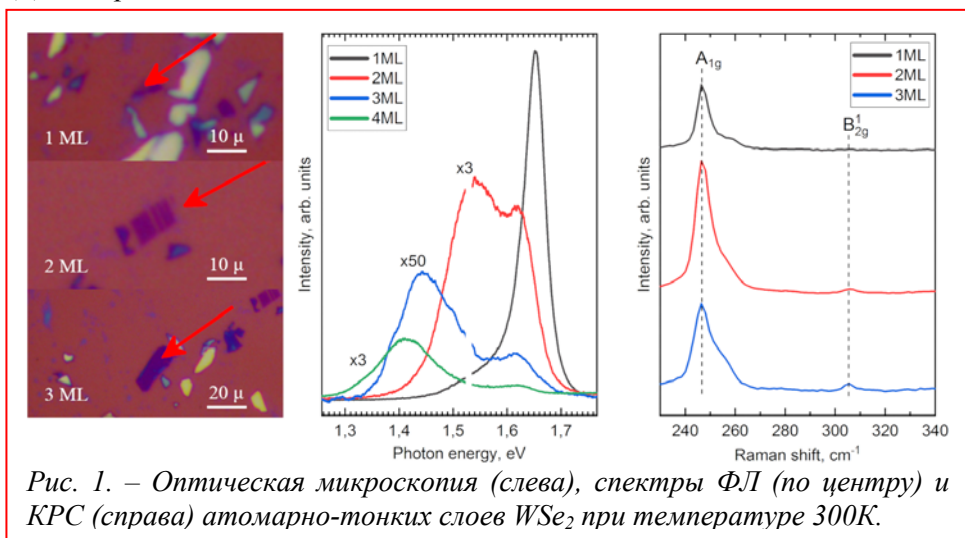 1 ML
10 µ
2 ML
10 µ
3 ML
20 µ
Intensity, arb. units
1ML
2ML
3ML
4ML
x3
x50
x3
1,3 1,4 1,5 1,6 1,7
Photon energy, eV
Intensity, arb. units
A1g
B12g
1ML
2ML
3ML
240 260 280 300 320 340
Raman shift, cm-1
Рис. 1. – Оптическая микроскопия (слева), спектры ФЛ (по центру) и
КРС (справа) атомарно-тонких слоев WSe2 при температуре 300К.